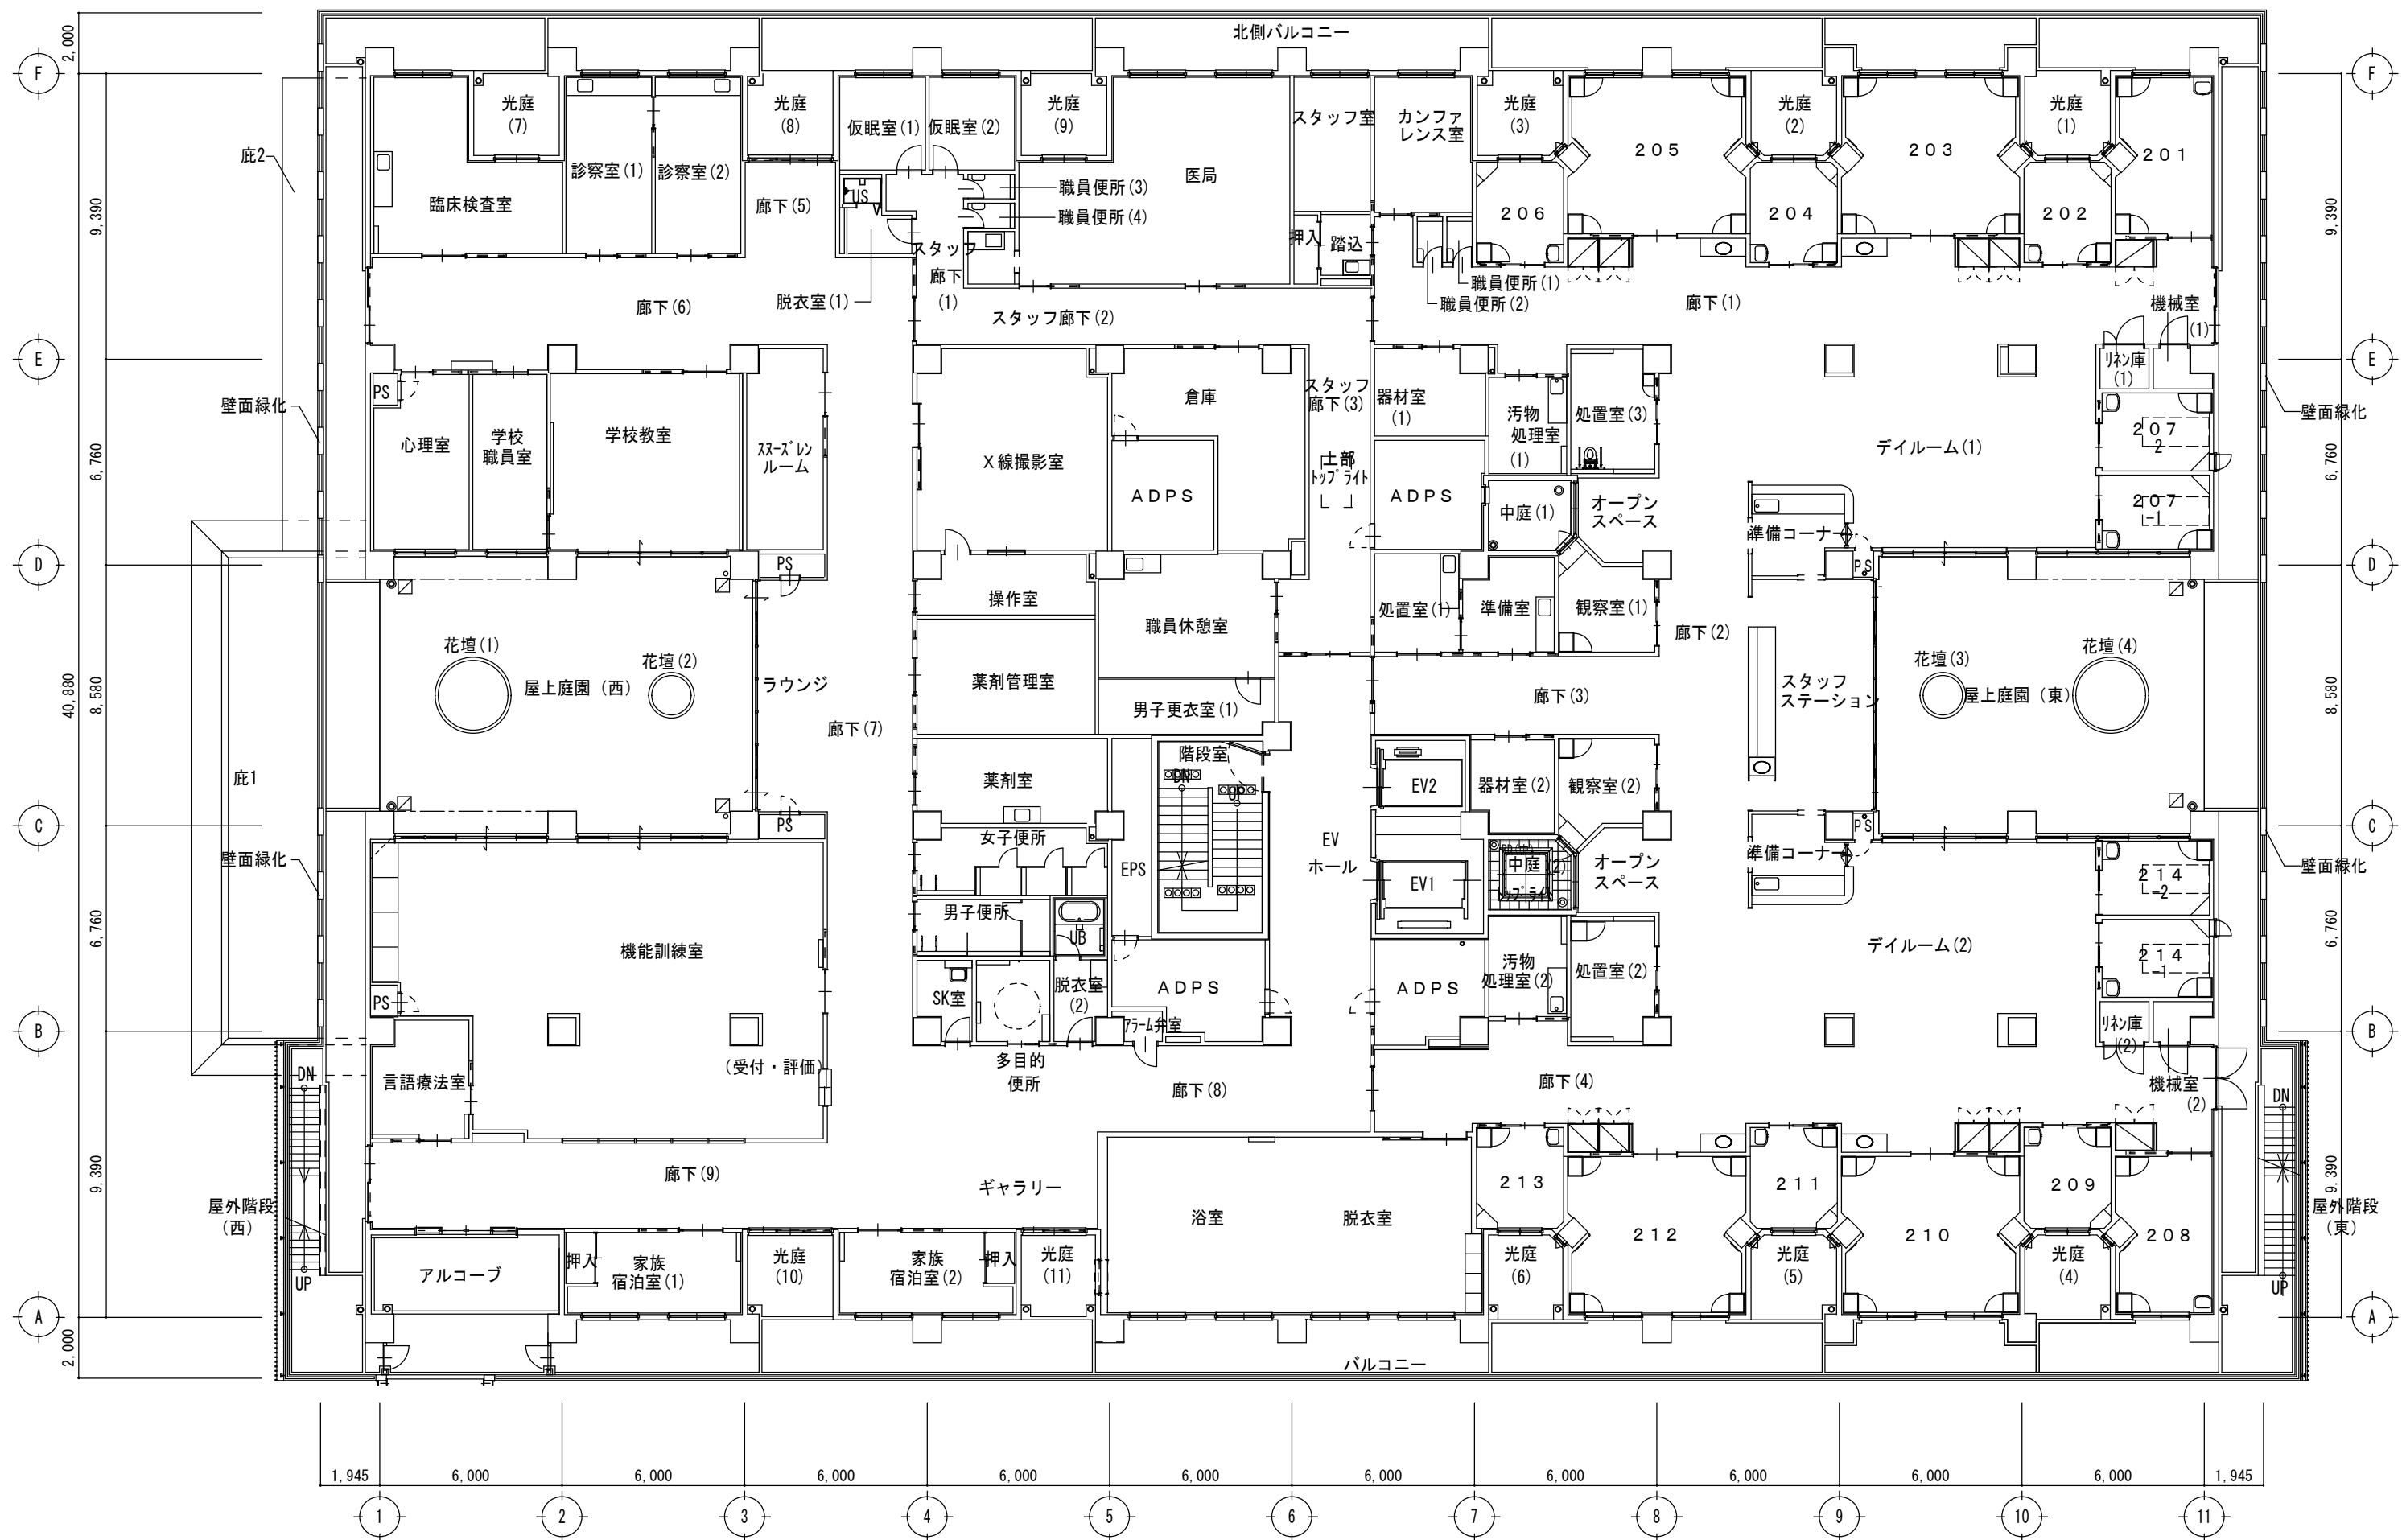 北側バルコニー
2,000
F
F
光庭
(7)
光庭
(8)
仮眠室(1)
仮眠室(2)
光庭
(9)
スタッフ室
カンファ
レンス室
光庭
(3)
205
光庭
(2)
203
光庭
(1)
201
庇2
診察室(1)
診察室(2)
臨床検査室
廊下(5)
US
職員便所(3)
職員便所(4)
医局
206
204
202
9,390
9,390
押入
踏込
スタッフ
廊下
(1)
脱衣室(1)
職員便所(1)
職員便所(2)
廊下(6)
スタッフ廊下(2)
廊下(1)
機械室
(1)
E
E
PS
リネン庫
(1)
壁面緑化
壁面緑化
心理室
学校
職員室
学校教室
スヌーズレン
ルーム
X線撮影室
倉庫
ADPS
スタッフ
廊下(3)
上部
トップライト
器材室
(1)
ADPS
汚物
処理室
(1)
処置室(3)
中庭(1)
オープン
スペース
デイルーム(1)
207
-2
207
-1
6,760
6,760
準備コーナー
D
D
PS
PS
操作室
職員休憩室
処置室(1)
準備室
観察室(1)
廊下(2)
花壇(1)
花壇(2)
屋上庭園(西)
ラウンジ
薬剤管理室
男子更衣室(1)
廊下(3)
スタッフ
ステーション
花壇(3)
花壇(4)
屋上庭園(東)
40,880
8,580
8,580
廊下(7)
庇1
階段室
DN
UP
薬剤室
EV2
器材室(2)
観察室(2)
C
C
PS
PS
女子便所
EPS
EV
ホール
EV1
中庭(2)
トップライト
オープン
スペース
準備コーナー
壁面緑化
壁面緑化
214
-2
214
-1
男子便所
UB
機能訓練室
デイルーム(2)
6,760
6,760
SK室
脱衣室
(2)
ADPS
ADPS
汚物
処理室(2)
処置室(2)
PS
アラーム弁室
リネン庫
(2)
B
B
多目的
便所
(受付・評価)
言語療法室
廊下(8)
廊下(4)
機械室
(2)
DN
DN
9,390
9,390
廊下(9)
ギャラリー
浴室
脱衣室
213
211
209
212
210
208
屋外階段
(西)
屋外階段
(東)
UP
UP
アルコーブ
押入
家族
宿泊室(1)
光庭
(10)
家族
宿泊室(2)
押入
光庭
(11)
光庭
(6)
光庭
(5)
光庭
(4)
A
A
2,000
バルコニー
1,945
6,000
6,000
6,000
6,000
6,000
6,000
6,000
6,000
6,000
6,000
1,945
1
2
3
4
5
6
7
8
9
10
11